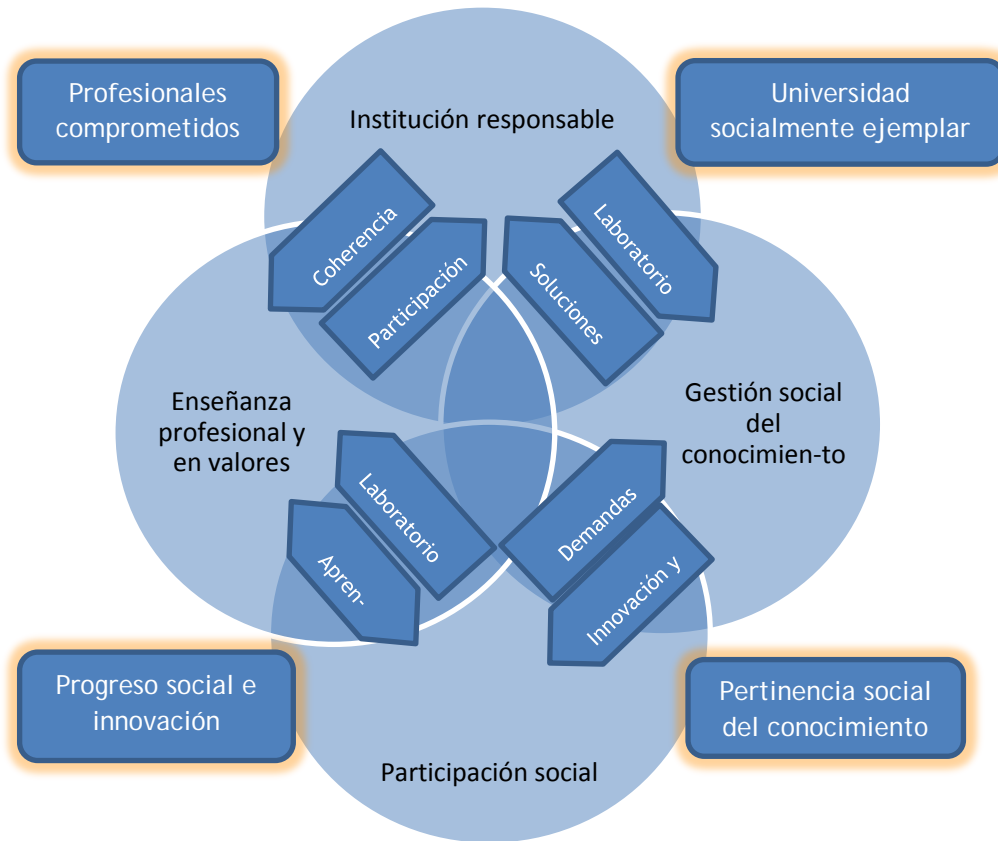 Profesionales
comprometidos
Universidad
socialmente ejemplar
Institución responsable
Coherencia
Participación
Soluciones
Laboratorio
Enseñanza
profesional y
en valores
Gestión social
del
conocimien-to
Laboratorio
Apren-
Demandas
Innovación y
Progreso social e
innovación
Pertinencia social
del conocimiento
Participación social